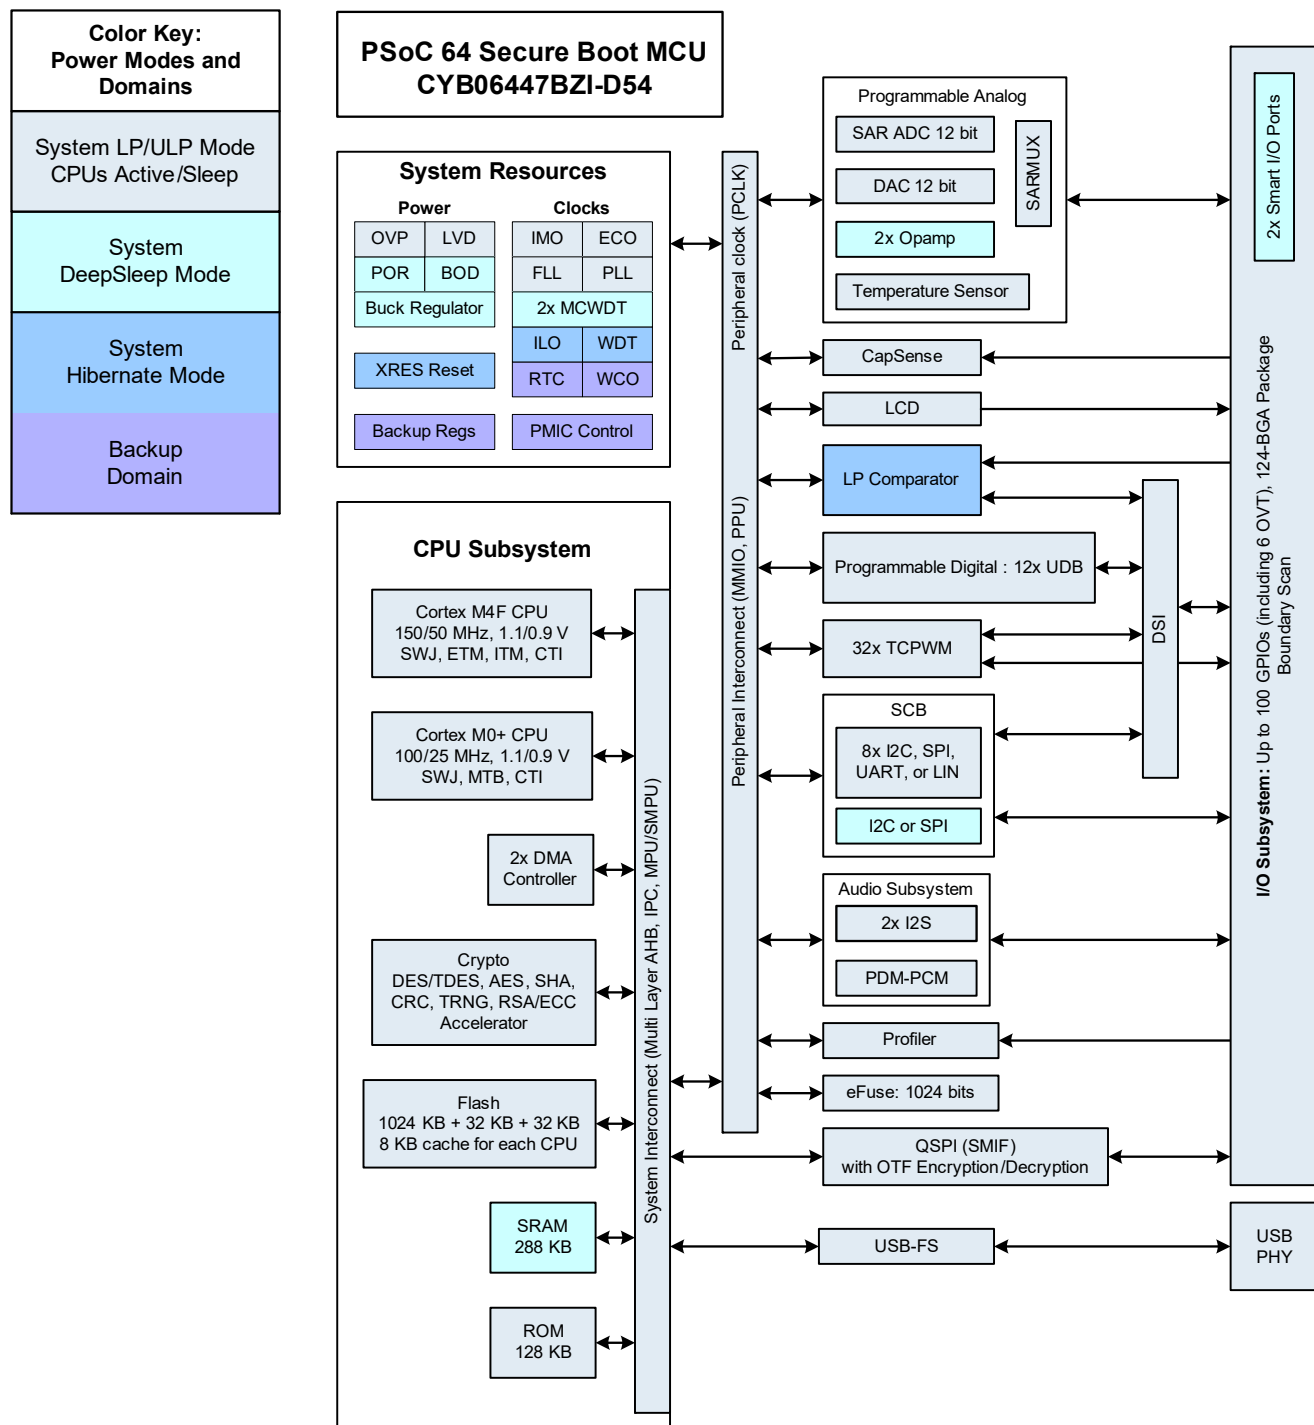 Color Key:
Power Modes and
Domains
System LP/ULP Mode
CPUs Active/Sleep
System
DeepSleep Mode
System
Hibernate Mode
Backup
Domain
PSoC 64 Secure Boot MCU
CYB06447BZI-D54
System Resources
Power
OVP
LVD
POR
BOD
Buck Regulator
XRES Reset
Backup Regs
Clocks
IMO
ECO
FLL
PLL
2x MCWDT
ILO
WDT
RTC
WCO
PMIC Control
CPU Subsystem
Cortex M4F CPU
150/50 MHz, 1.1/0.9 V
SWJ, ETM, ITM, CTI
Cortex M0+ CPU
100/25 MHz, 1.1/0.9 V
SWJ, MTB, CTI
2x DMA
Controller
Crypto
DES/TDES, AES, SHA,
CRC, TRNG, RSA/ECC
Accelerator
Flash
1024 KB + 32 KB + 32 KB
8 KB cache for each CPU
SRAM
288 KB
ROM
128 KB
System Interconnect (Multi Layer AHB, IPC, MPU/SMPU)
Peripheral clock (PCLK)
Peripheral Interconnect (MMIO, PPU)
Programmable Analog
SAR ADC 12 bit
DAC 12 bit
2x Opamp
Temperature Sensor
SARMUX
CapSense
LCD
LP Comparator
Programmable Digital : 12x UDB
32x TCPWM
SCB
8x I2C, SPI,
UART, or LIN
I2C or SPI
Audio Subsystem
2x I2S
PDM-PCM
Profiler
eFuse: 1024 bits
QSPI (SMIF)
with OTF Encryption/Decryption
USB-FS
DSI
2x Smart I/O Ports
I/O Subsystem: Up to 100 GPIOs (including 6 OVT), 124-BGA Package
Boundary Scan
USB
PHY